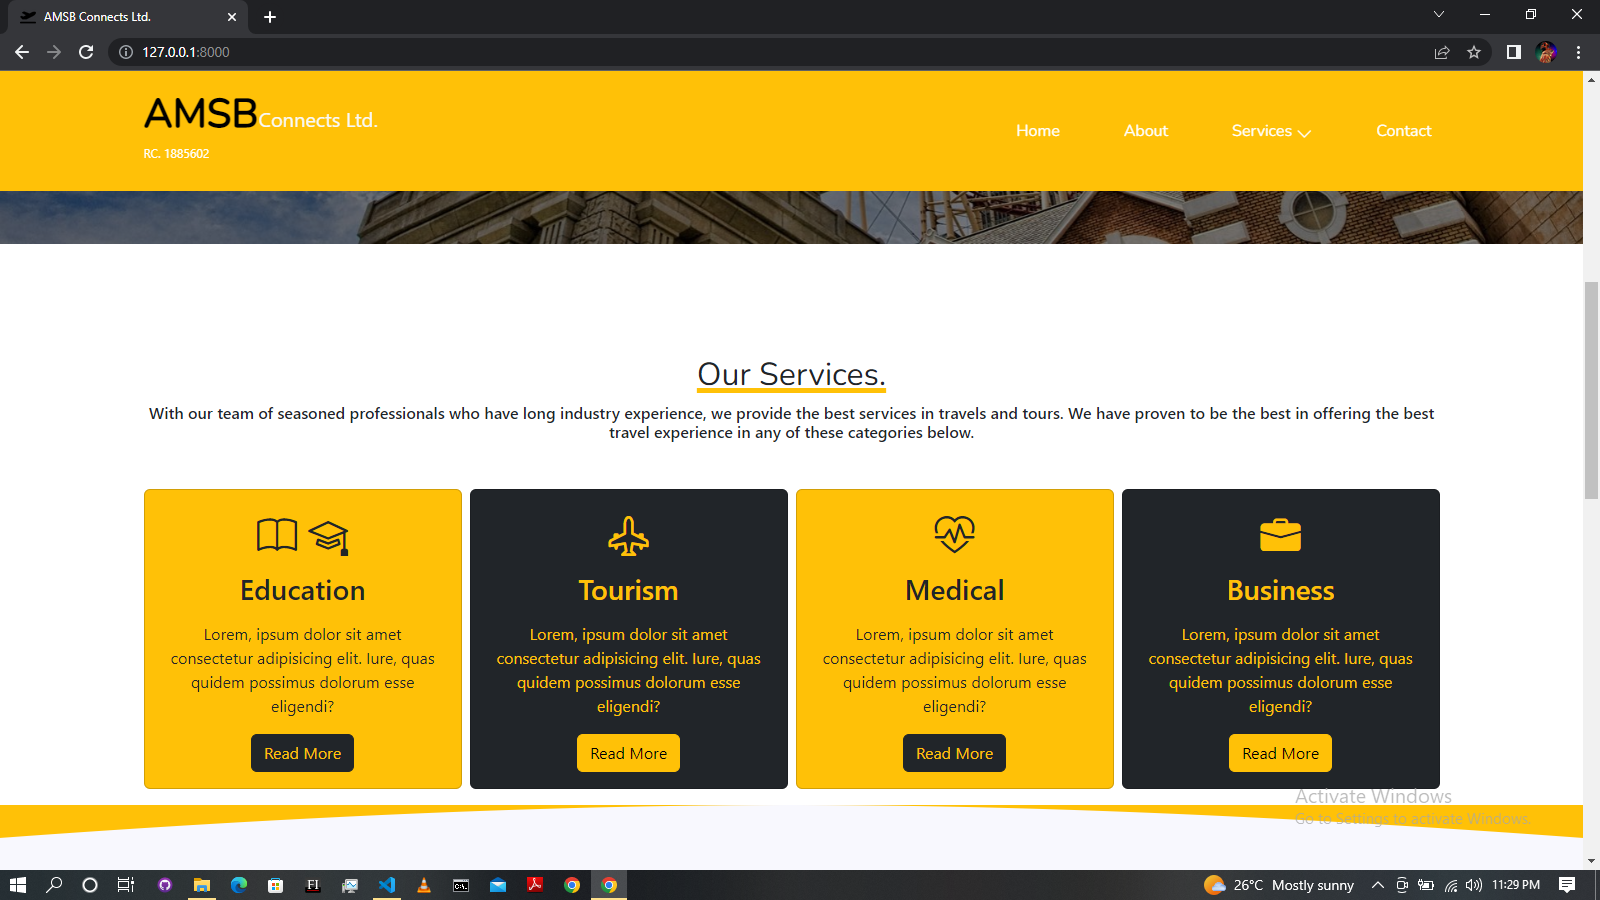 AMSB Connects Ltd.
127.0.0.1:8000
AMSBConnects Ltd.
RC. 1885602
Home About Services Contact
Our Services.
With our team of seasoned professionals who have long industry experience, we provide the best services in travels and tours. We have proven to be the best in offering the best
travel experience in any of these categories below.
Education
Lorem, ipsum dolor sit amet
consectetur adipisicing elit. Iure, quas
quidem possimus dolorum esse
eligendi?
Read More
Tourism
Lorem, ipsum dolor sit amet
consectetur adipisicing elit. Iure, quas
quidem possimus dolorum esse
eligendi?
Read More
Medical
Lorem, ipsum dolor sit amet
consectetur adipisicing elit. Iure, quas
quidem possimus dolorum esse
eligendi?
Read More
Business
Lorem, ipsum dolor sit amet
consectetur adipisicing elit. Iure, quas
quidem possimus dolorum esse
eligendi?
Read More
Activate Windows
Go to Settings to activate Windows.
FI
C:\
26°C Mostly sunny
11:29 PM